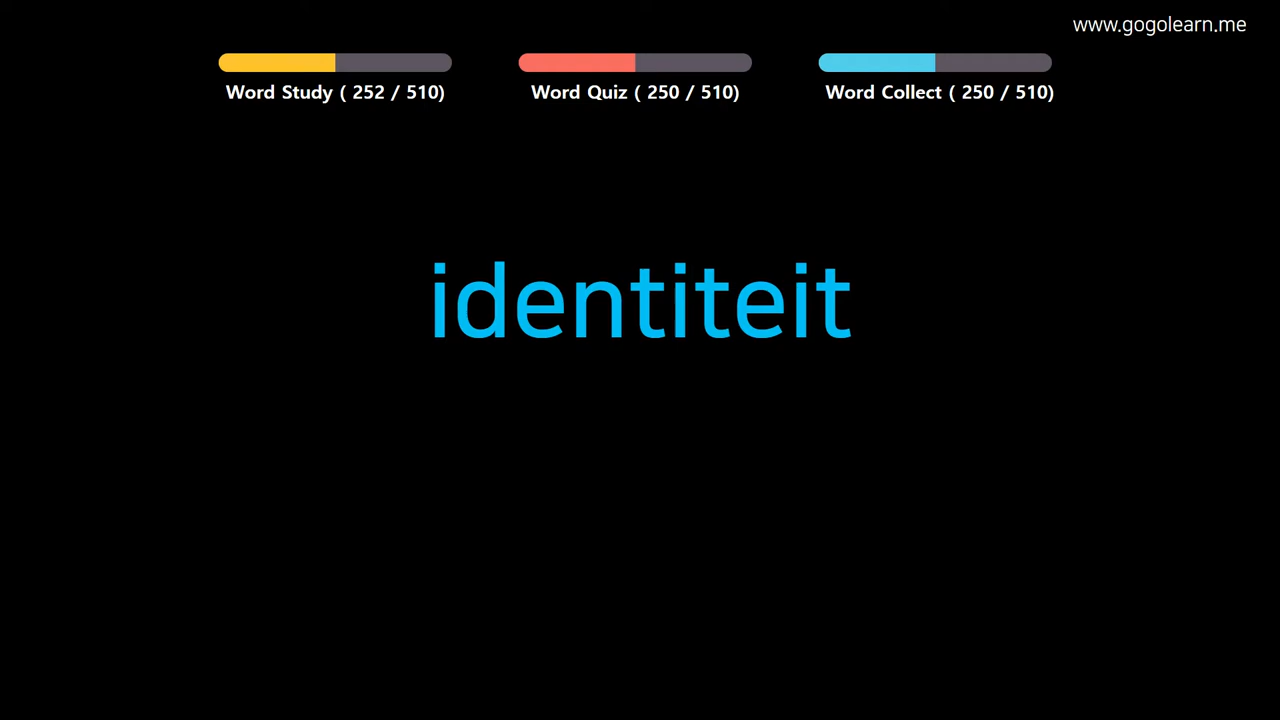 www.gogolearn.me
Word Study ( 252 / 510)
Word Quiz ( 250 / 510)
Word Collect ( 250 / 510)
identiteit